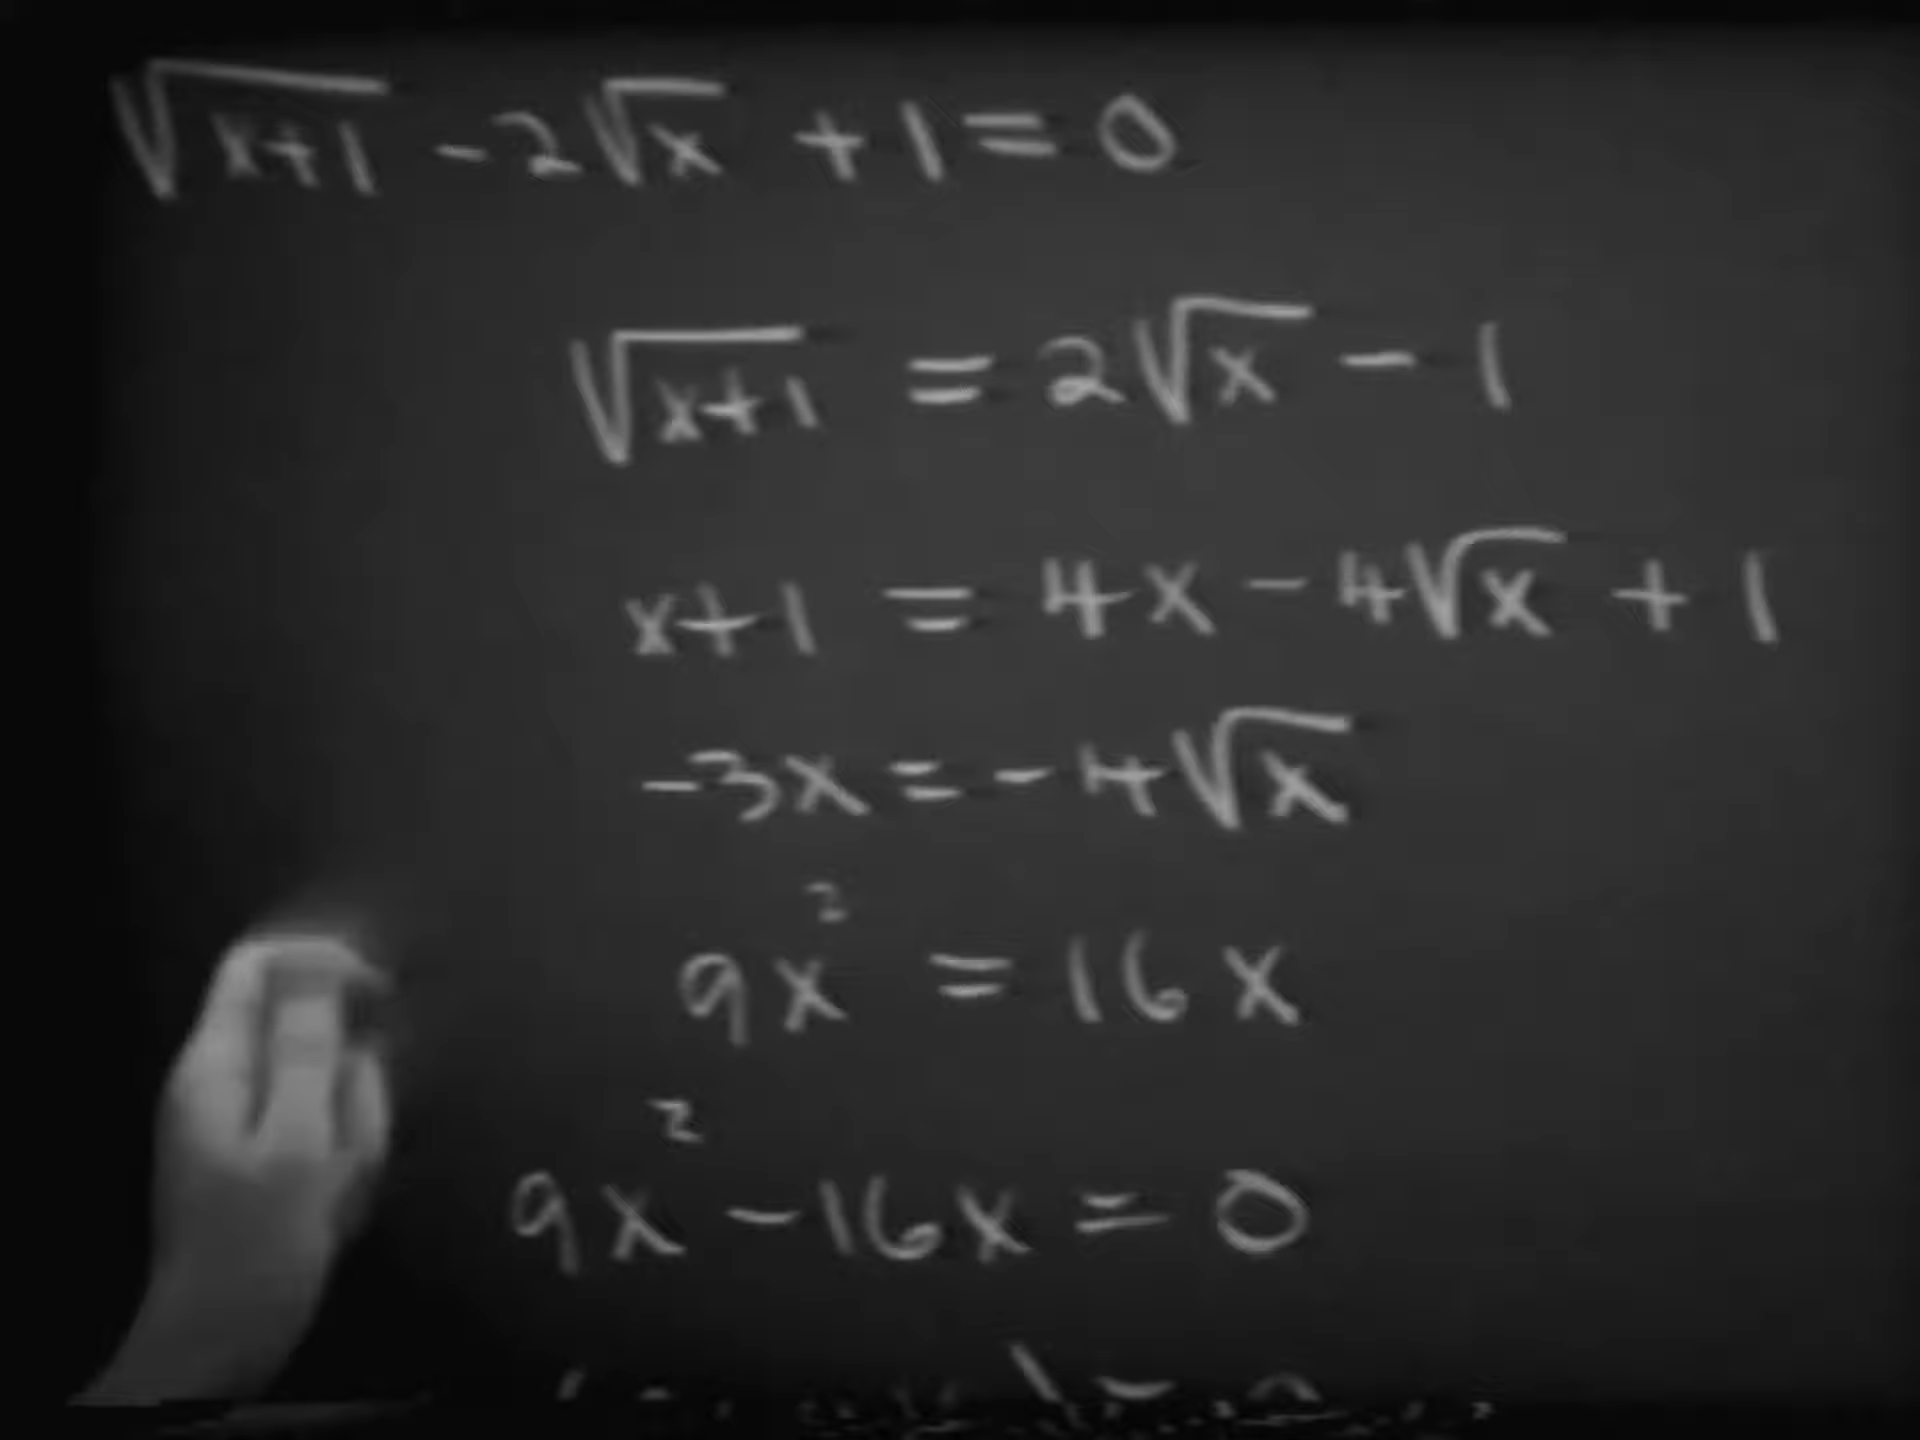 √(x+1) - 2√x + 1 = 0
√(x+1) = 2√x - 1
x+1 = 4x - 4√x + 1
-3x = -4√x
9x² = 16x
9x² - 16x = 0